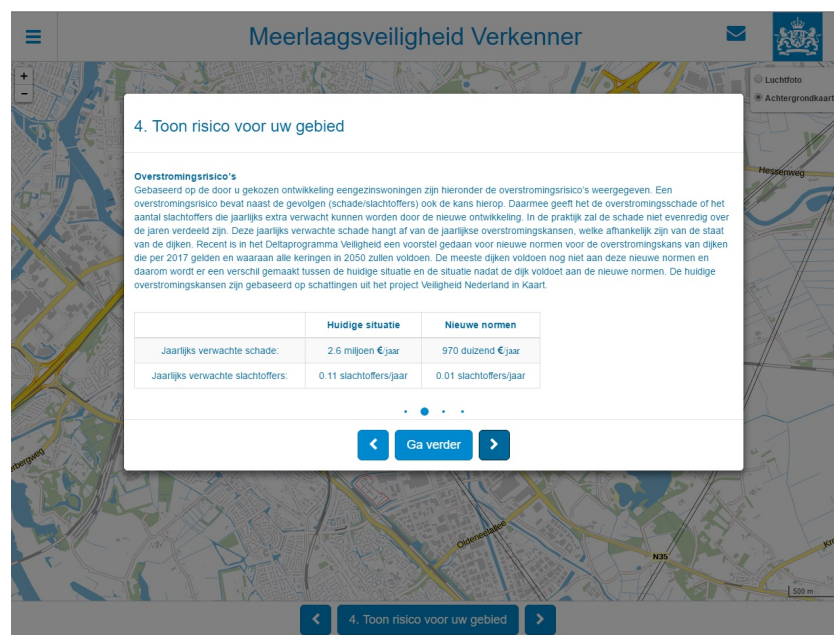 Meerlaagsveiligheid Verkenner
+
−
Luchtfoto
Achtergrondkaart
4. Toon risico voor uw gebied
Hessenweg
Overstromingsrisico's
Gebaseerd op de door u gekozen ontwikkeling eengezinswoningen zijn hieronder de overstromingsrisico's weergegeven. Een
overstromingsrisico bevat naast de gevolgen (schade/slachtoffers) ook de kans hierop. Daarmee geeft het de overstromingsschade of het
aantal slachtoffers die jaarlijks extra verwacht kunnen worden door de nieuwe ontwikkeling. In de praktijk zal de schade niet evenredig over
de jaren verdeeld zijn. Deze jaarlijks verwachte schade hangt af van de jaarlijkse overstromingskansen, welke afhankelijk zijn van de staat
van de dijken. Recent is in het Deltaprogramma Veiligheid een voorstel gedaan voor nieuwe normen voor de overstromingskans van dijken
die per 2017 gelden en waaraan alle keringen in 2050 zullen voldoen. De meeste dijken voldoen nog niet aan deze nieuwe normen en
daarom wordt er een verschil gemaakt tussen de huidige situatie en de situatie nadat de dijk voldoet aan de nieuwe normen. De huidige
overstromingskansen zijn gebaseerd op schattingen uit het project Veiligheid Nederland in Kaart.
Huidige situatie Nieuwe normen
Jaarlijks verwachte schade: 2.6 miljoen €/jaar 970 duizend €/jaar
Jaarlijks verwachte slachtoffers: 0.11 slachtoffers/jaar 0.01 slachtoffers/jaar
Ga verder
Oldeneelallee
N35
500 m
4. Toon risico voor uw gebied